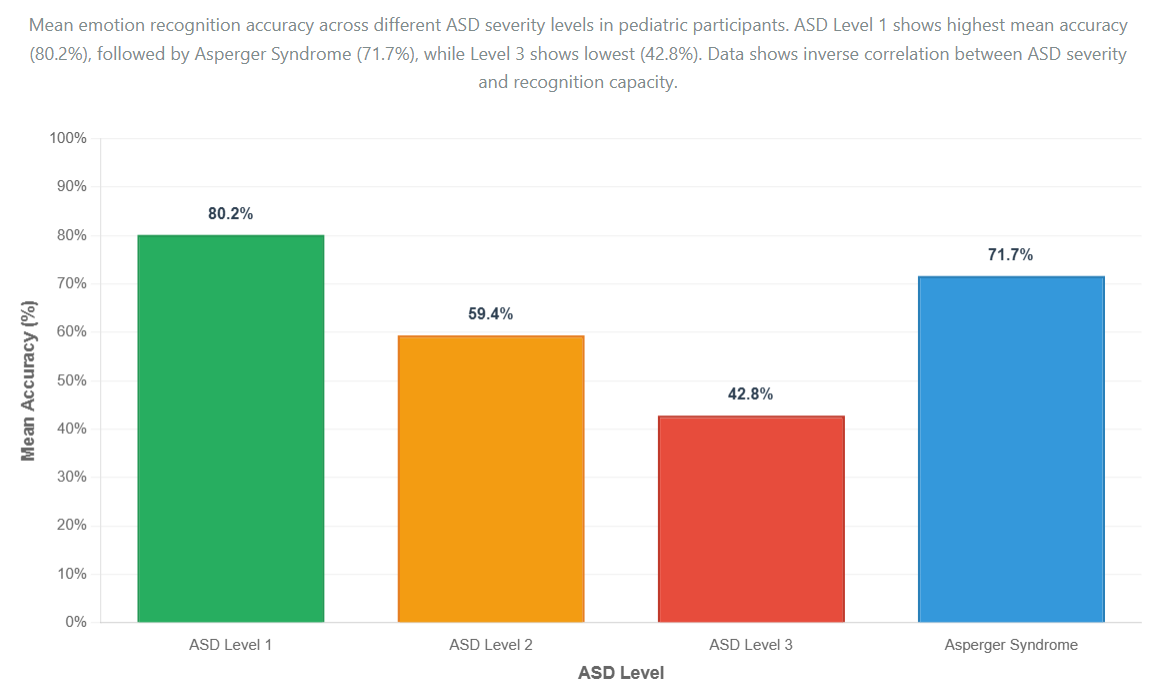 Mean emotion recognition accuracy across different ASD severity levels in pediatric participants. ASD Level 1 shows highest mean accuracy
(80.2%), followed by Asperger Syndrome (71.7%), while Level 3 shows lowest (42.8%). Data shows inverse correlation between ASD severity
and recognition capacity.
100%
90%
80%
70%
60%
50%
40%
30%
20%
10%
0%
Mean Accuracy (%)
80.2%
59.4%
42.8%
71.7%
ASD Level 1
ASD Level 2
ASD Level 3
Asperger Syndrome
ASD Level